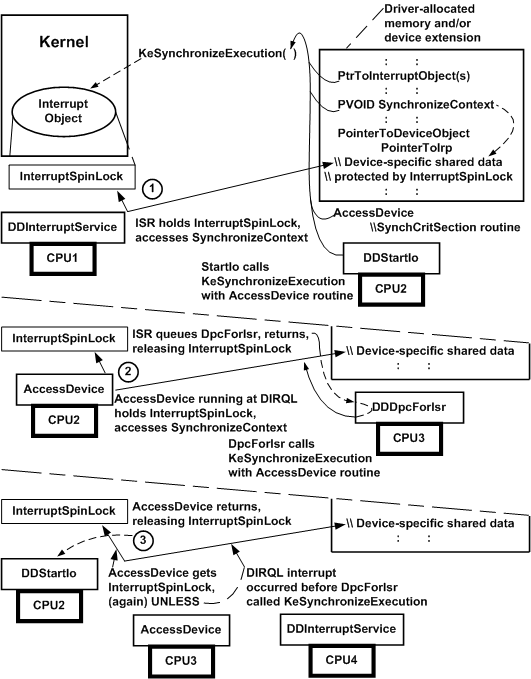 Driver-allocated
memory and/or
device extension
Kernel
KeSynchronizeExecution( )
: :
PtrToInterruptObject(s)
: :
PVOID SynchronizeContext
Interrupt
Object
: :
PointerToDeviceObject
PointerToIrp
\\ Device-specific shared data
\\ protected by InterruptSpinLock
: :
InterruptSpinLock
1
AccessDevice
\\SynchCritSection routine
DDInterruptService
CPU1
ISR holds InterruptSpinLock,
accesses SynchronizeContext
DDStartIo
CPU2
StartIo calls
KeSynchronizeExecution
with AccessDevice routine
InterruptSpinLock
ISR queues DpcForIsr, returns,
releasing InterruptSpinLock
\\ Device-specific shared data
: :
2
AccessDevice
CPU2
AccessDevice running at DIRQL
holds InterruptSpinLock,
accesses SynchronizeContext
DDDpcForIsr
CPU3
DpcForIsr calls
KeSynchronizeExecution
with AccessDevice routine
InterruptSpinLock
AccessDevice returns,
releasing InterruptSpinLock
\\ Device-specific shared data
: :
3
DDStartIo
CPU2
AccessDevice gets
InterruptSpinLock,
(again) UNLESS
DIRQL interrupt
occurred before DpcForIsr
called KeSynchronizeExecution
AccessDevice
CPU3
DDInterruptService
CPU4